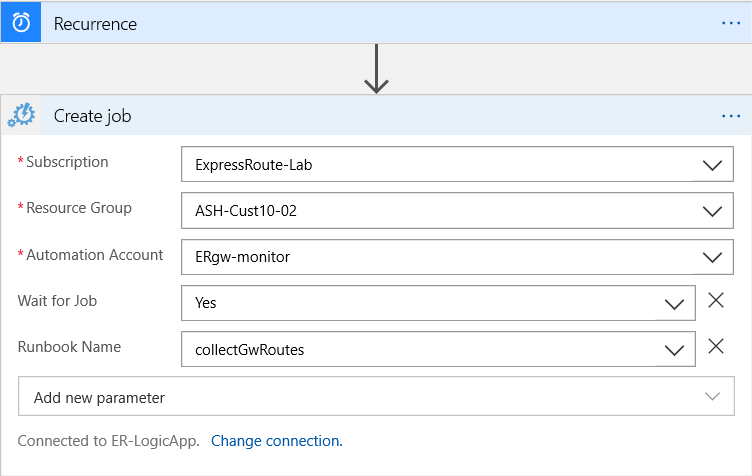 Recurrence
...
Create job
...
* Subscription
ExpressRoute-Lab
* Resource Group
ASH-Cust10-02
* Automation Account
ERgw-monitor
Wait for Job
Yes
Runbook Name
collectGwRoutes
Add new parameter
Connected to ER-LogicApp. Change connection.